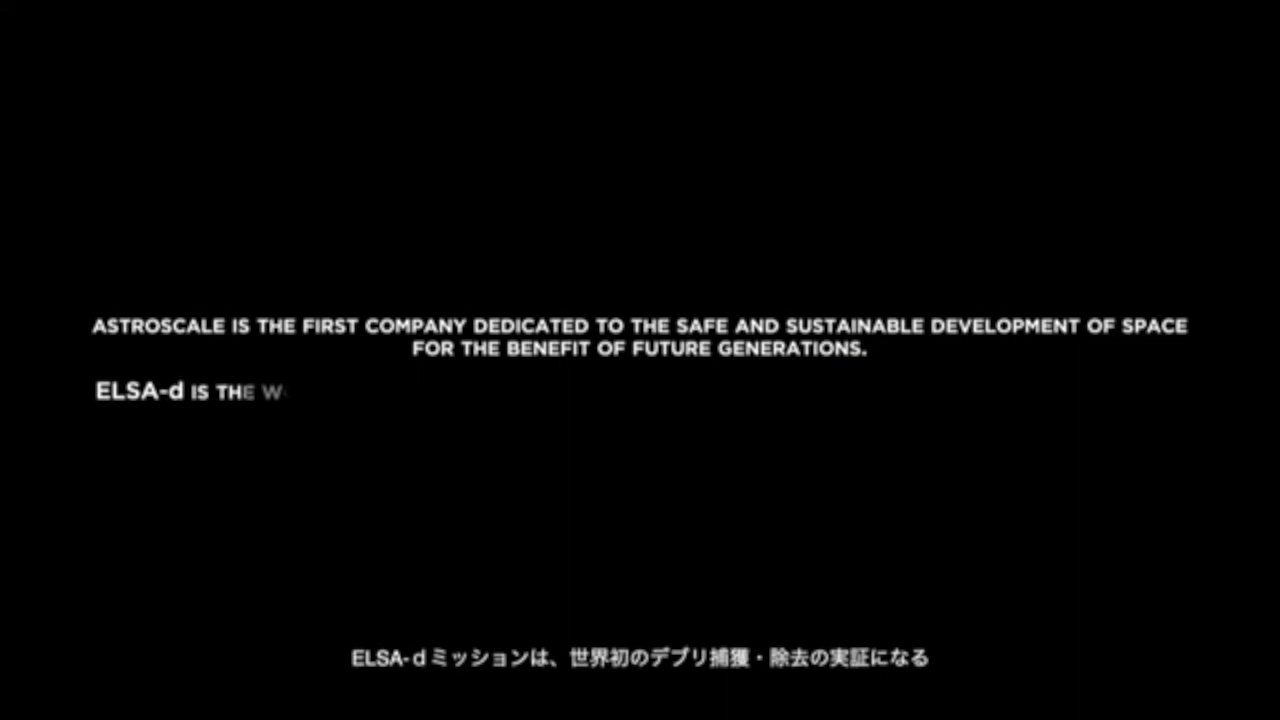 ASTROSCALE IS THE FIRST COMPANY DEDICATED TO THE SAFE AND SUSTAINABLE DEVELOPMENT OF SPACE
FOR THE BENEFIT OF FUTURE GENERATIONS.
ELSA-d IS THE W
ELSA-dミッションは、世界初のデブリ捕獲・除去の実証になる